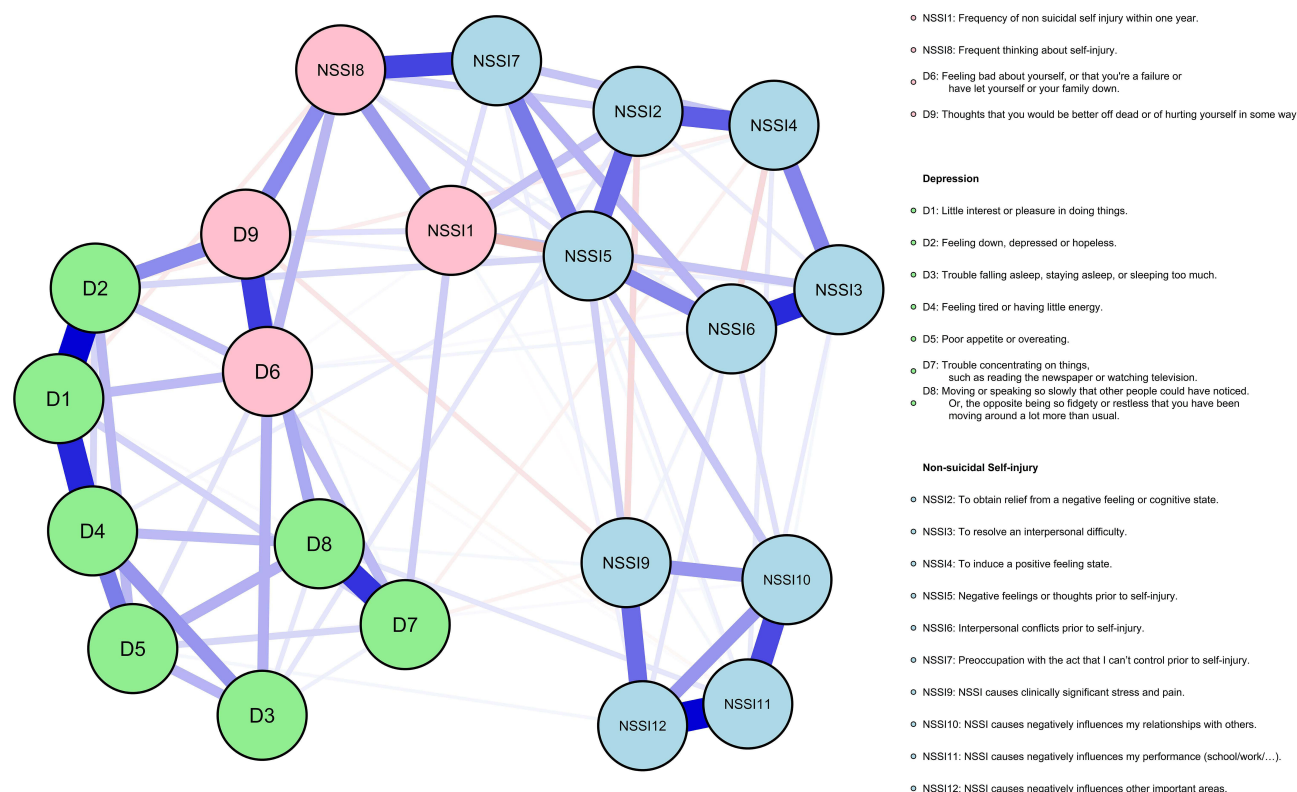 NSSI8
NSSI7
NSSI2
NSSI4
D9
NSSI1
NSSI5
D2
NSSI3
NSSI6
D6
D1
D4
D8
NSSI9
NSSI10
D7
D5
D3
NSSI12
NSSI11
NSSI1: Frequency of non suicidal self injury within one year.
NSSI8: Frequent thinking about self-injury.
D6: Feeling bad about yourself, or that you're a failure or
have let yourself or your family down.
D9: Thoughts that you would be better off dead or of hurting yourself in some way
Depression
D1: Little interest or pleasure in doing things.
D2: Feeling down, depressed or hopeless.
D3: Trouble falling asleep, staying asleep, or sleeping too much.
D4: Feeling tired or having little energy.
D5: Poor appetite or overeating.
D7: Trouble concentrating on things,
such as reading the newspaper or watching television.
D8: Moving or speaking so slowly that other people could have noticed.
Or, the opposite being so fidgety or restless that you have been
moving around a lot more than usual.
Non-suicidal Self-injury
NSSI2: To obtain relief from a negative feeling or cognitive state.
NSSI3: To resolve an interpersonal difficulty.
NSSI4: To induce a positive feeling state.
NSSI5: Negative feelings or thoughts prior to self-injury.
NSSI6: Interpersonal conflicts prior to self-injury.
NSSI7: Preoccupation with the act that I can't control prior to self-injury.
NSSI9: NSSI causes clinically significant stress and pain.
NSSI10: NSSI causes negatively influences my relationships with others.
NSSI11: NSSI causes negatively influences my performance (school/work/…).
NSSI12: NSSI causes negatively influences other important areas.